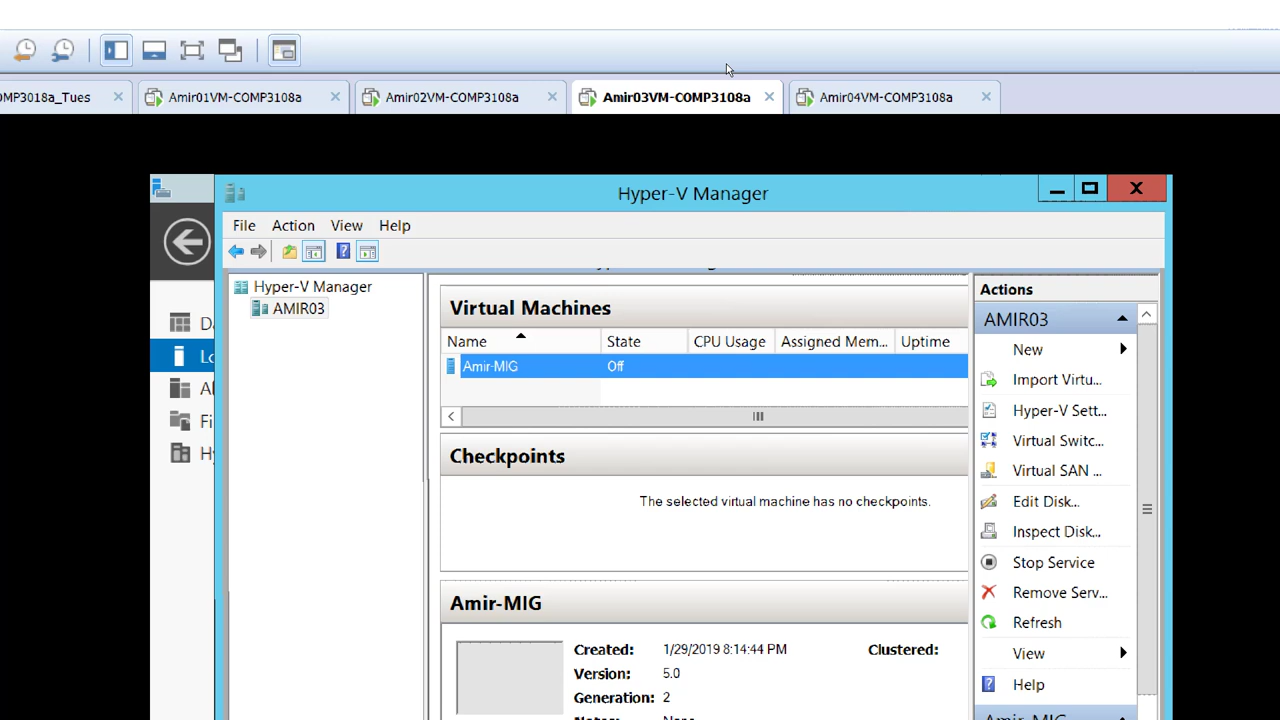 MP3018a_Tues
Amir01VM-COMP3108a
Amir02VM-COMP3108a
Amir03VM-COMP3108a
Amir04VM-COMP3108a
Hyper-V Manager
File Action View Help
Hyper-V Manager
AMIR03
Virtual Machines
Name State CPU Usage Assigned Mem... Uptime
Amir-MIG Off
Checkpoints
The selected virtual machine has no checkpoints.
Amir-MIG
Created: 1/29/2019 8:14:44 PM Clustered:
Version: 5.0
Generation: 2
Notes: None
Actions
AMIR03
New
Import Virtu...
Hyper-V Sett...
Virtual Switc...
Virtual SAN ...
Edit Disk...
Inspect Disk...
Stop Service
Remove Serv...
Refresh
View
Help
Amir-MIG